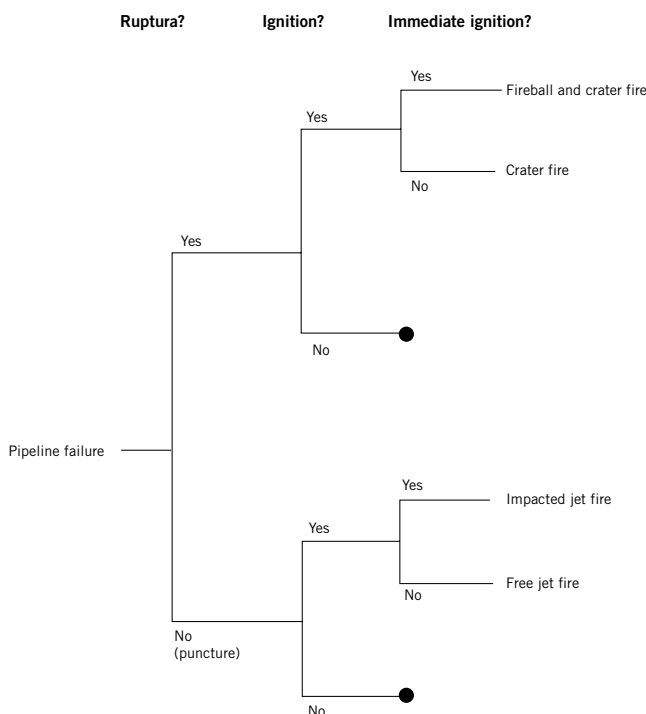 Ruptura? Ignition? Immediate ignition?
Yes
Fireball and crater fire
Yes
Crater fire
No
Yes
No
Pipeline failure
Yes
Impacted jet fire
Yes
Free jet fire
No
No
(puncture)
No